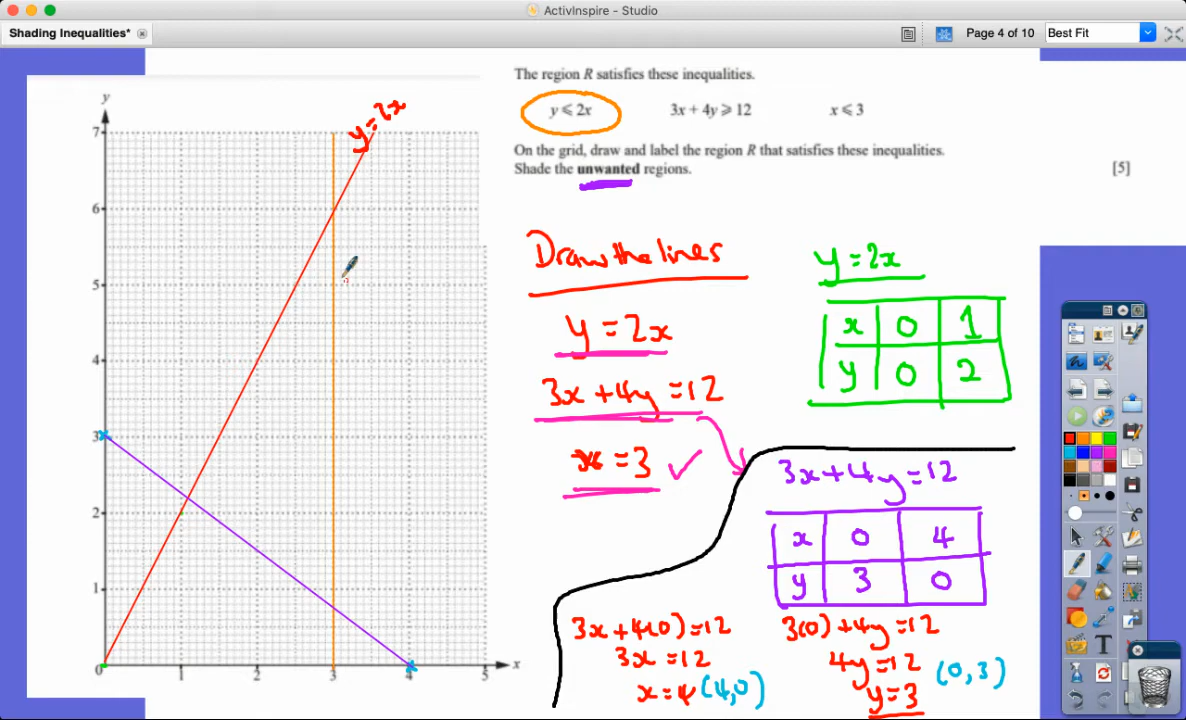 ActivInspire - Studio
Shading Inequalities*
Page 4 of 10
Best Fit
The region R satisfies these inequalities.
y ⩽ 2x 3x + 4y ⩾ 12 x ⩽ 3
On the grid, draw and label the region R that satisfies these inequalities.
Shade the unwanted regions. [5]
y
7
6
5
4
3
2
1
0 1 2 3 4 5 x
y=2x
Draw the lines
y = 2x
3x + 4y = 12
x = 3 ✓
y = 2x
x 0 1
y 0 2
3x + 4y = 12
x 0 4
y 3 0
3x + 4(0) = 12
3x = 12
x = 4 (4,0)
3(0) + 4y = 12
4y = 12 (0,3)
y = 3